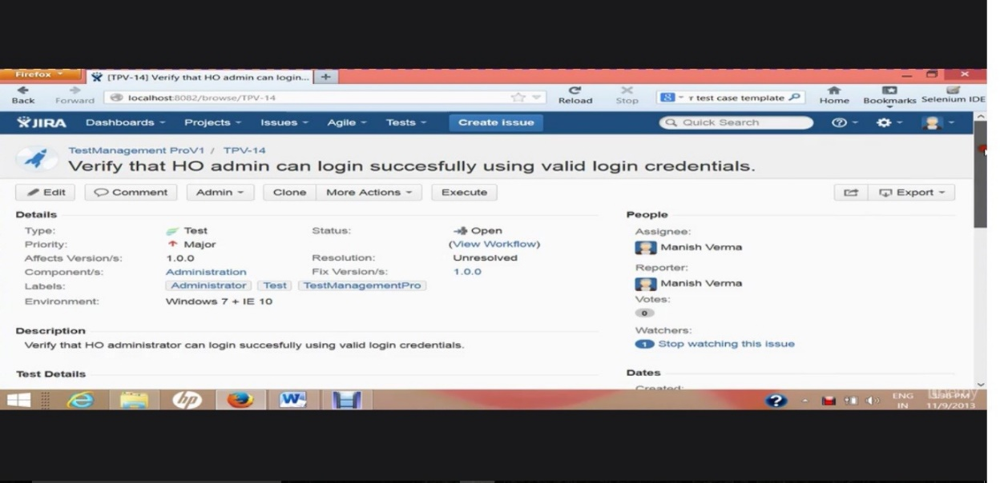 Firefox
[TPV-14] Verify that HO admin can login...
Back Forward localhost:8082/browse/TPV-14 Reload Stop r test case template Home Bookmarks Selenium IDE
JIRA Dashboards Projects Issues Agile Tests Create issue Quick Search
TestManagement ProV1 / TPV-14
Verify that HO admin can login succesfully using valid login credentials.
Edit Comment Admin Clone More Actions Execute Export
Details
Type: Test Status: Open
Priority: Major (View Workflow)
Affects Version/s: 1.0.0 Resolution: Unresolved
Component/s: Administration Fix Version/s: 1.0.0
Labels: Administrator Test TestManagementPro
Environment: Windows 7 + IE 10
Description
Verify that HO administrator can login succesfully using valid login credentials.
Test Details
People
Assignee:
Manish Verma
Reporter:
Manish Verma
Votes:
0
Watchers:
1 Stop watching this issue
Dates
Created:
hp W ENG
IN 11/9/2013